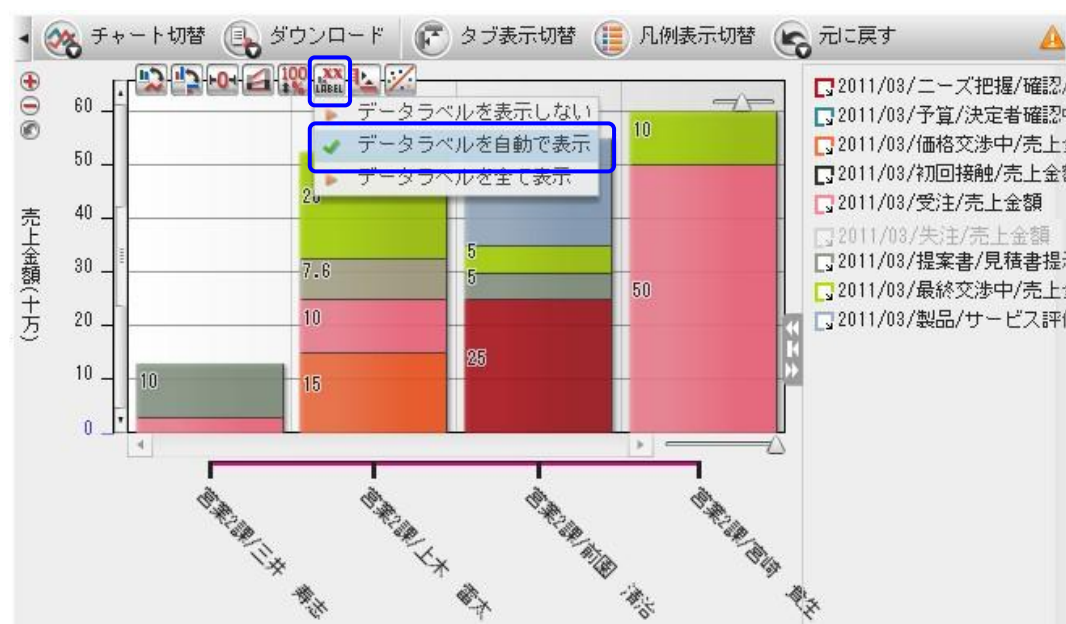 チャート切替 ダウンロード タブ表示切替 凡例表示切替 元に戻す
100 % XX LABEL
データラベルを表示しない
データラベルを自動で表示
データラベルを全て表示
売上金額(十万)
60
50
40
30
20
10
0
10
20
7.6
10
15
5
5
25
10
50
2011/03/ニーズ把握/確認/
2011/03/予算/決定者確認中
2011/03/価格交渉中/売上金
2011/03/初回接触/売上金額
2011/03/受注/売上金額
2011/03/失注/売上金額
2011/03/提案書/見積書提示
2011/03/最終交渉中/売上金
2011/03/製品/サービス評価
営業2課/三井 寿志
営業2課/上木 雷太
営業2課/前園 清治
営業2課/宮崎 食生